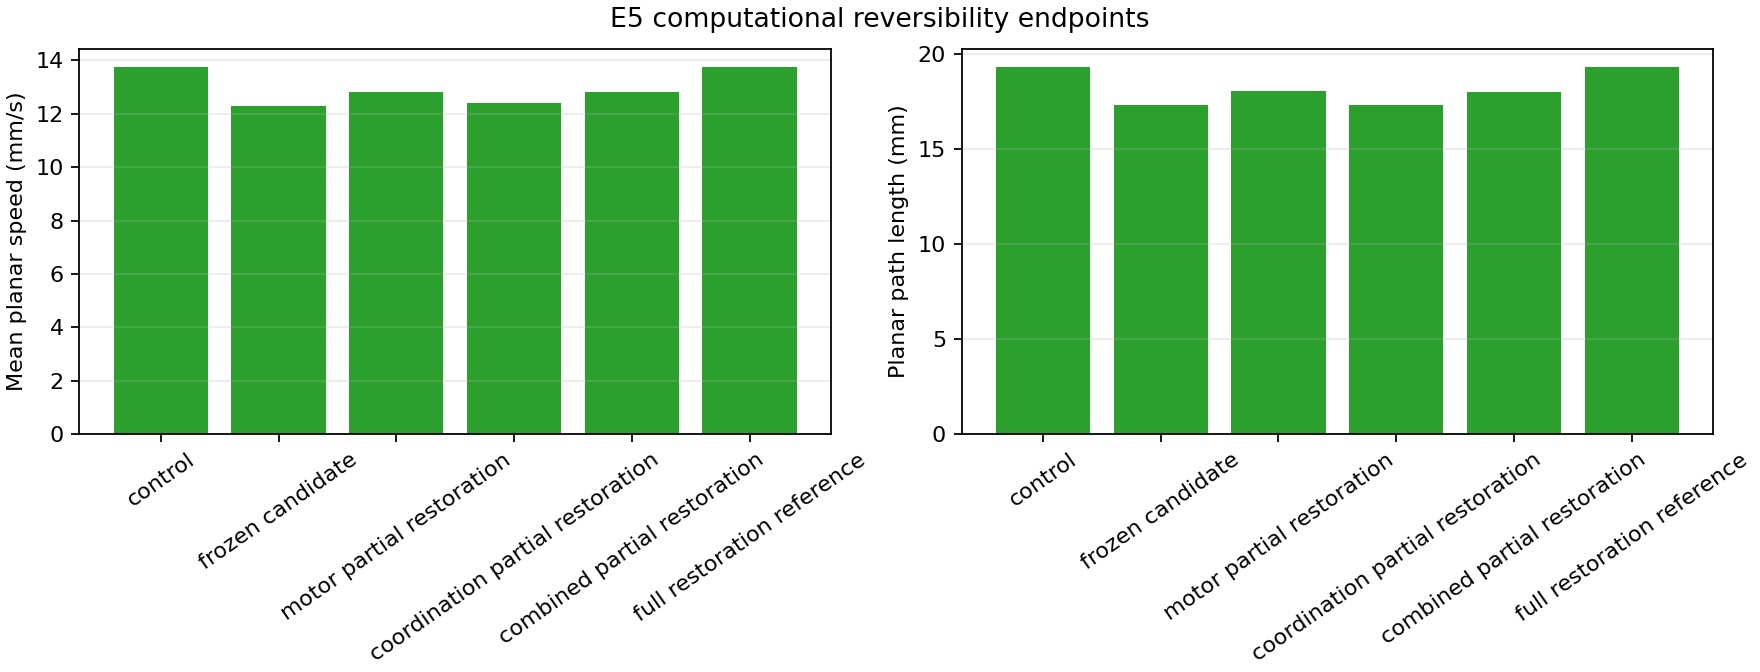 E5 computational reversibility endpoints
Mean planar speed (mm/s)
14
12
10
8
6
4
2
0
control
frozen candidate
motor partial restoration
coordination partial restoration
combined partial restoration
full restoration reference
Planar path length (mm)
20
15
10
5
0
control
frozen candidate
motor partial restoration
coordination partial restoration
combined partial restoration
full restoration reference